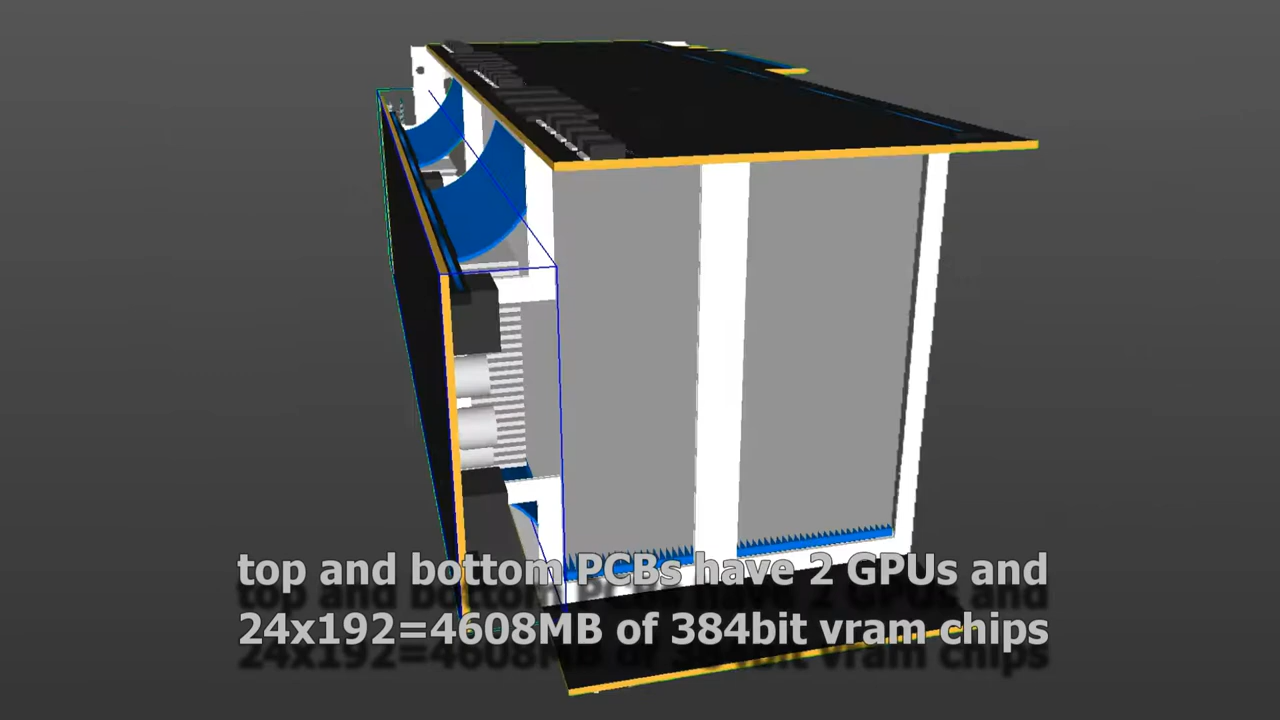 top and bottom PCBs have 2 GPUs and
24x192=4608MB of 384bit vram chips